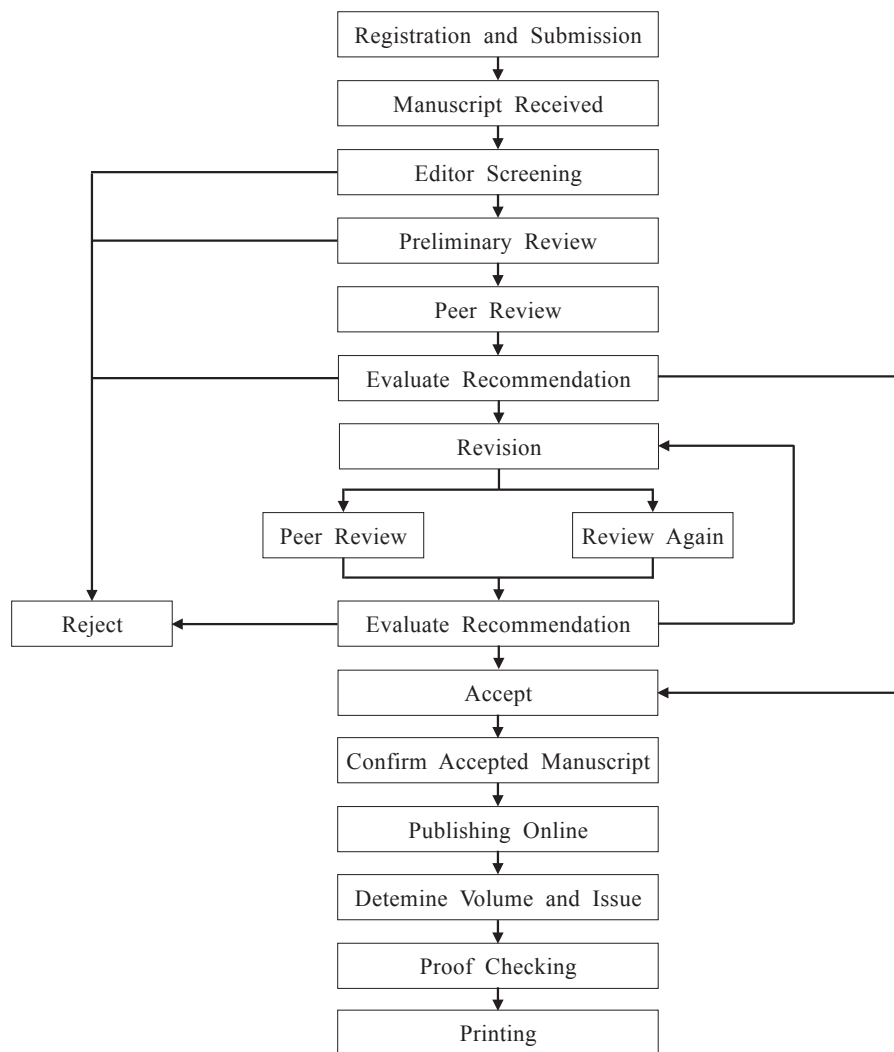 Registration and Submission
Manuscript Received
Editor Screening
Preliminary Review
Peer Review
Evaluate Recommendation
Revision
Peer Review
Review Again
Reject
Evaluate Recommendation
Accept
Confirm Accepted Manuscript
Publishing Online
Detemine Volume and Issue
Proof Checking
Printing